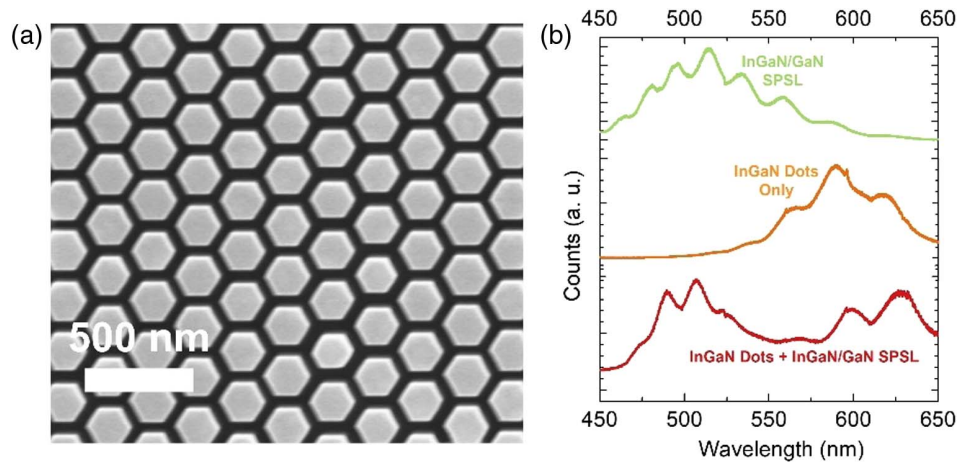 (a)
500 nm
(b)
450 500 550 600 650
InGaN/GaN
SPSL
InGaN Dots
Only
InGaN Dots + InGaN/GaN SPSL
Counts (a. u.)
450 500 550 600 650
Wavelength (nm)